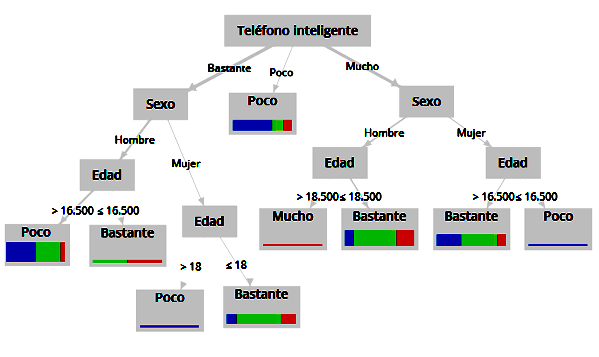 Teléfono inteligente
Bastante
Poco
Mucho
Sexo
Poco
Sexo
Hombre
Mujer
Hombre
Mujer
Edad
Edad
Edad
> 16.500 ≤ 16.500
Edad
> 18.500 ≤ 18.500
> 16.500 ≤ 16.500
Poco
Bastante
Mucho
Bastante
Bastante
Poco
> 18
≤ 18
Poco
Bastante